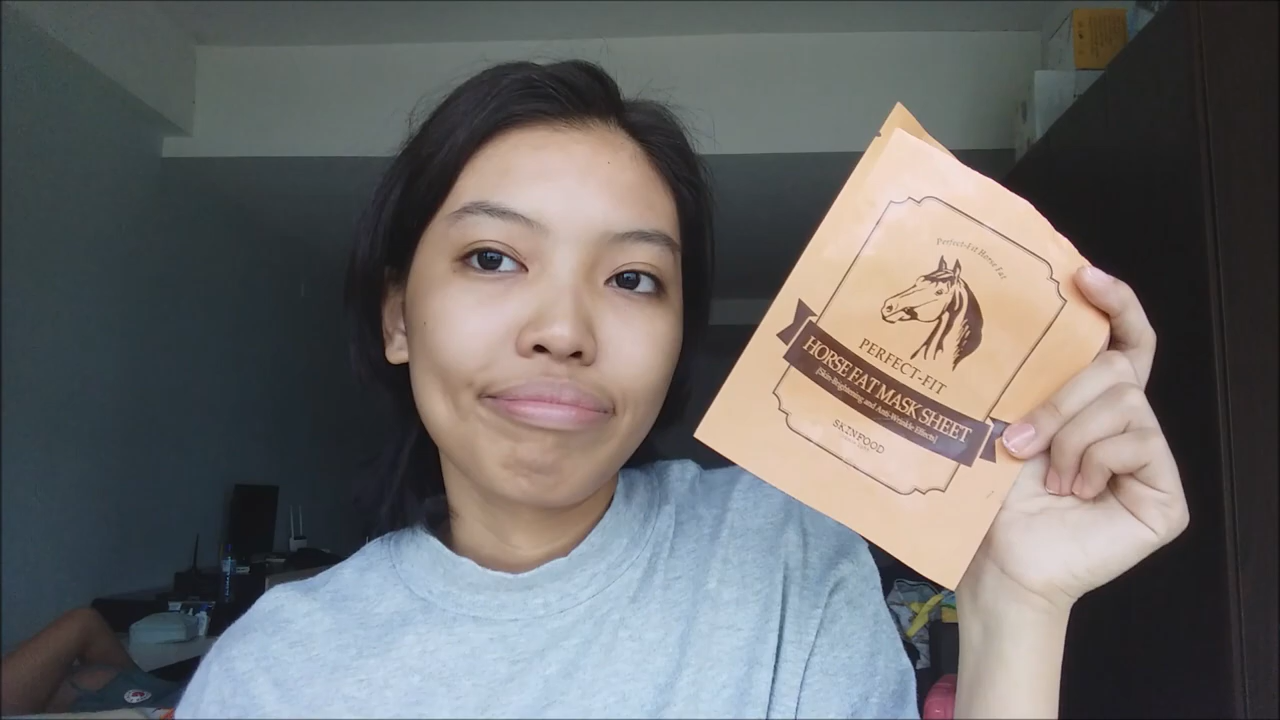 Perfect-Fit Horse Fat
PERFECT-FIT
HORSE FAT MASK SHEET
[Skin-Brightening and Anti-Wrinkle Effects]
SKINFOOD